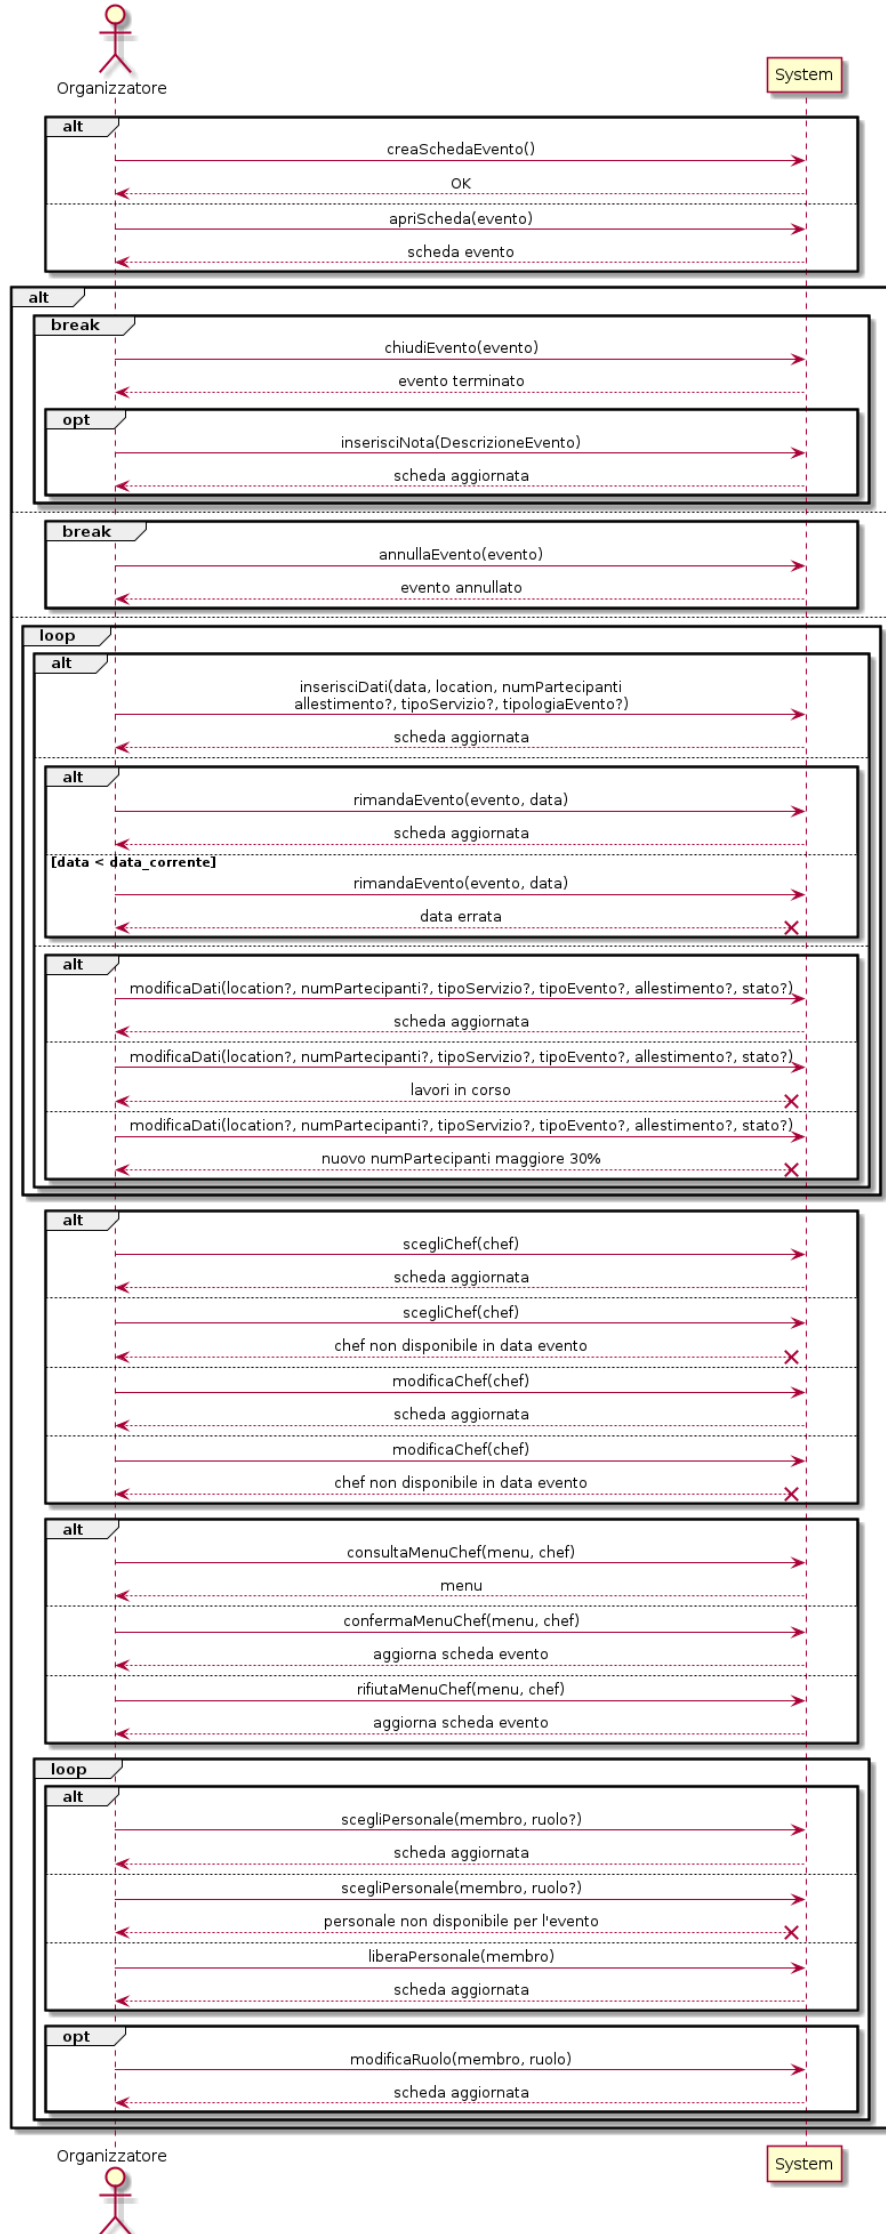 Organizzatore
System
alt
creaSchedaEvento()
OK
apriScheda(evento)
scheda evento
alt
break
chiudiEvento(evento)
evento terminato
opt
inserisciNota(DescrizioneEvento)
scheda aggiornata
break
annullaEvento(evento)
evento annullato
loop
alt
inserisciDati(data, location, numPartecipanti
allestimento?, tipoServizio?, tipologiaEvento?)
scheda aggiornata
alt
rimandaEvento(evento, data)
scheda aggiornata
[data < data_corrente]
rimandaEvento(evento, data)
data errata
alt
modificaDati(location?, numPartecipanti?, tipoServizio?, tipoEvento?, allestimento?, stato?)
scheda aggiornata
modificaDati(location?, numPartecipanti?, tipoServizio?, tipoEvento?, allestimento?, stato?)
lavori in corso
modificaDati(location?, numPartecipanti?, tipoServizio?, tipoEvento?, allestimento?, stato?)
nuovo numPartecipanti maggiore 30%
alt
scegliChef(chef)
scheda aggiornata
scegliChef(chef)
chef non disponibile in data evento
modificaChef(chef)
scheda aggiornata
modificaChef(chef)
chef non disponibile in data evento
alt
consultaMenuChef(menu, chef)
menu
confermaMenuChef(menu, chef)
aggiorna scheda evento
rifiutaMenuChef(menu, chef)
aggiorna scheda evento
loop
alt
scegliPersonale(membro, ruolo?)
scheda aggiornata
scegliPersonale(membro, ruolo?)
personale non disponibile per l'evento
liberaPersonale(membro)
scheda aggiornata
opt
modificaRuolo(membro, ruolo)
scheda aggiornata
Organizzatore
System